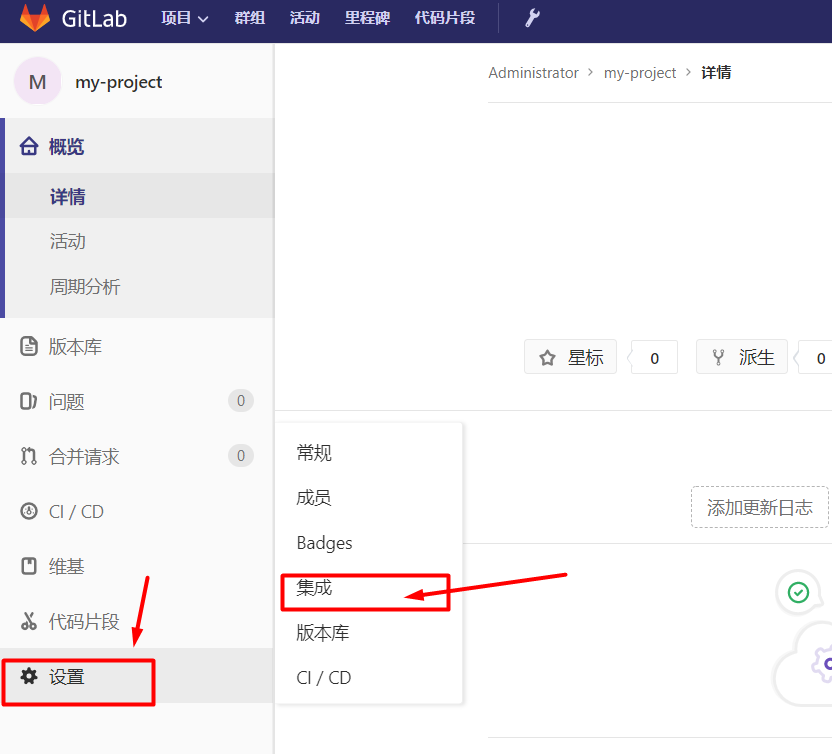 GitLab 项目 群组 活动 里程碑 代码片段
M my-project
Administrator > my-project > 详情
概览
详情
活动
周期分析
版本库
星标 0 派生 0
问题 0
合并请求 0
CI / CD
维基
代码片段
设置
常规
成员
Badges
集成
版本库
CI / CD
添加更新日志